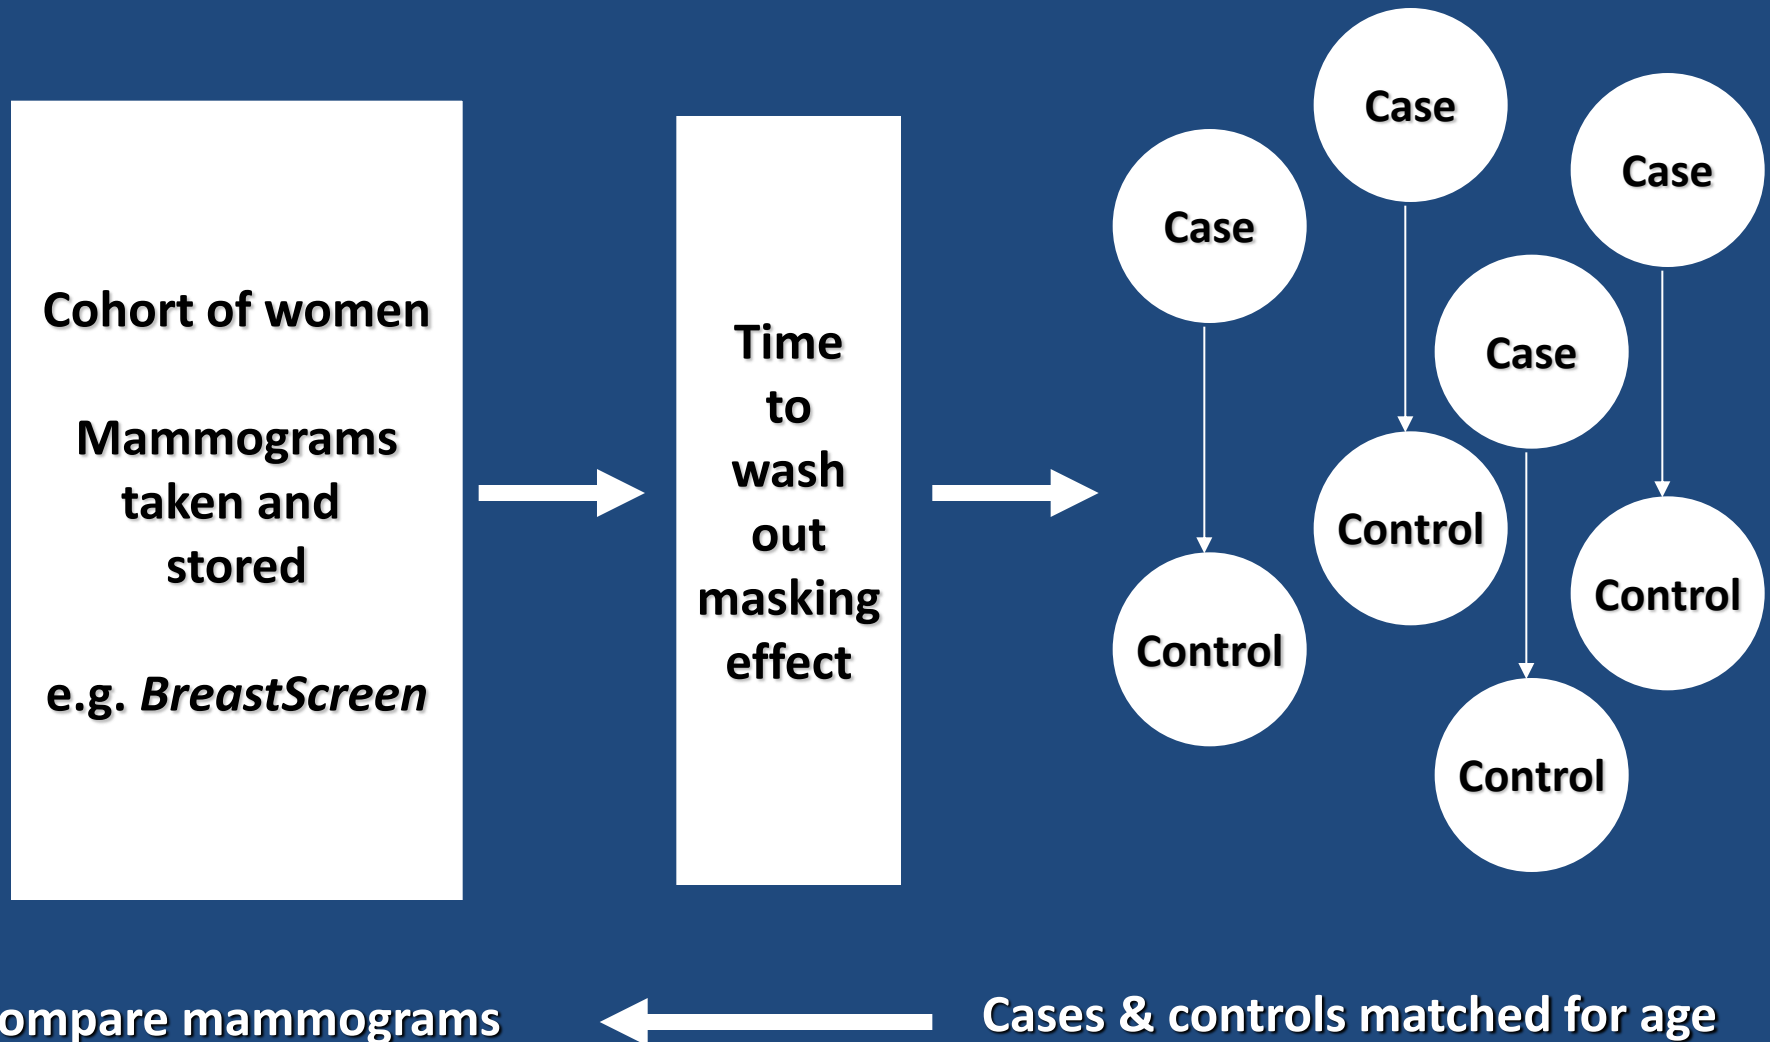 Cohort of women
Mammograms
taken and
stored
e.g. BreastScreen
Time
to
wash
out
masking
effect
Case
Case
Case
Case
Control
Control
Control
Control
ompare mammograms
Cases & controls matched for age